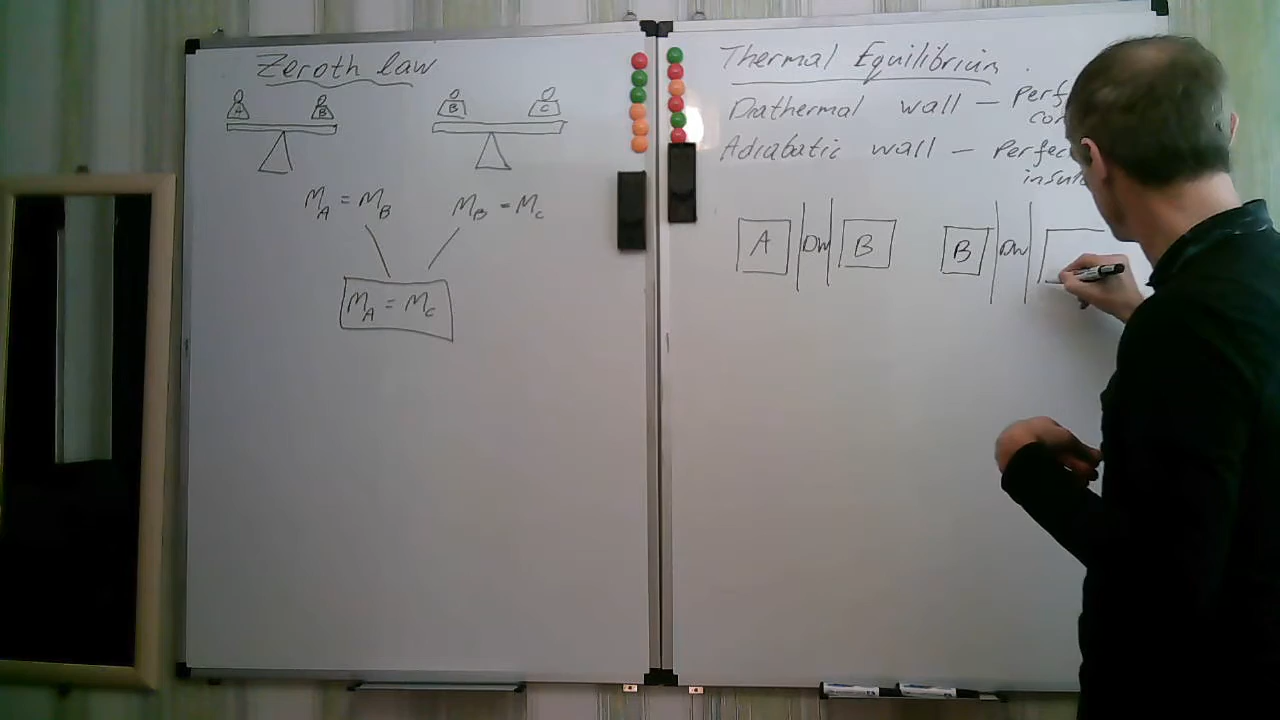 Zeroth law
A B
B C
M_A = M_B
M_B = M_C
M_A = M_C
Thermal Equilibrium
Diathermal wall –
Adiabatic wall –
A DW B
B DW